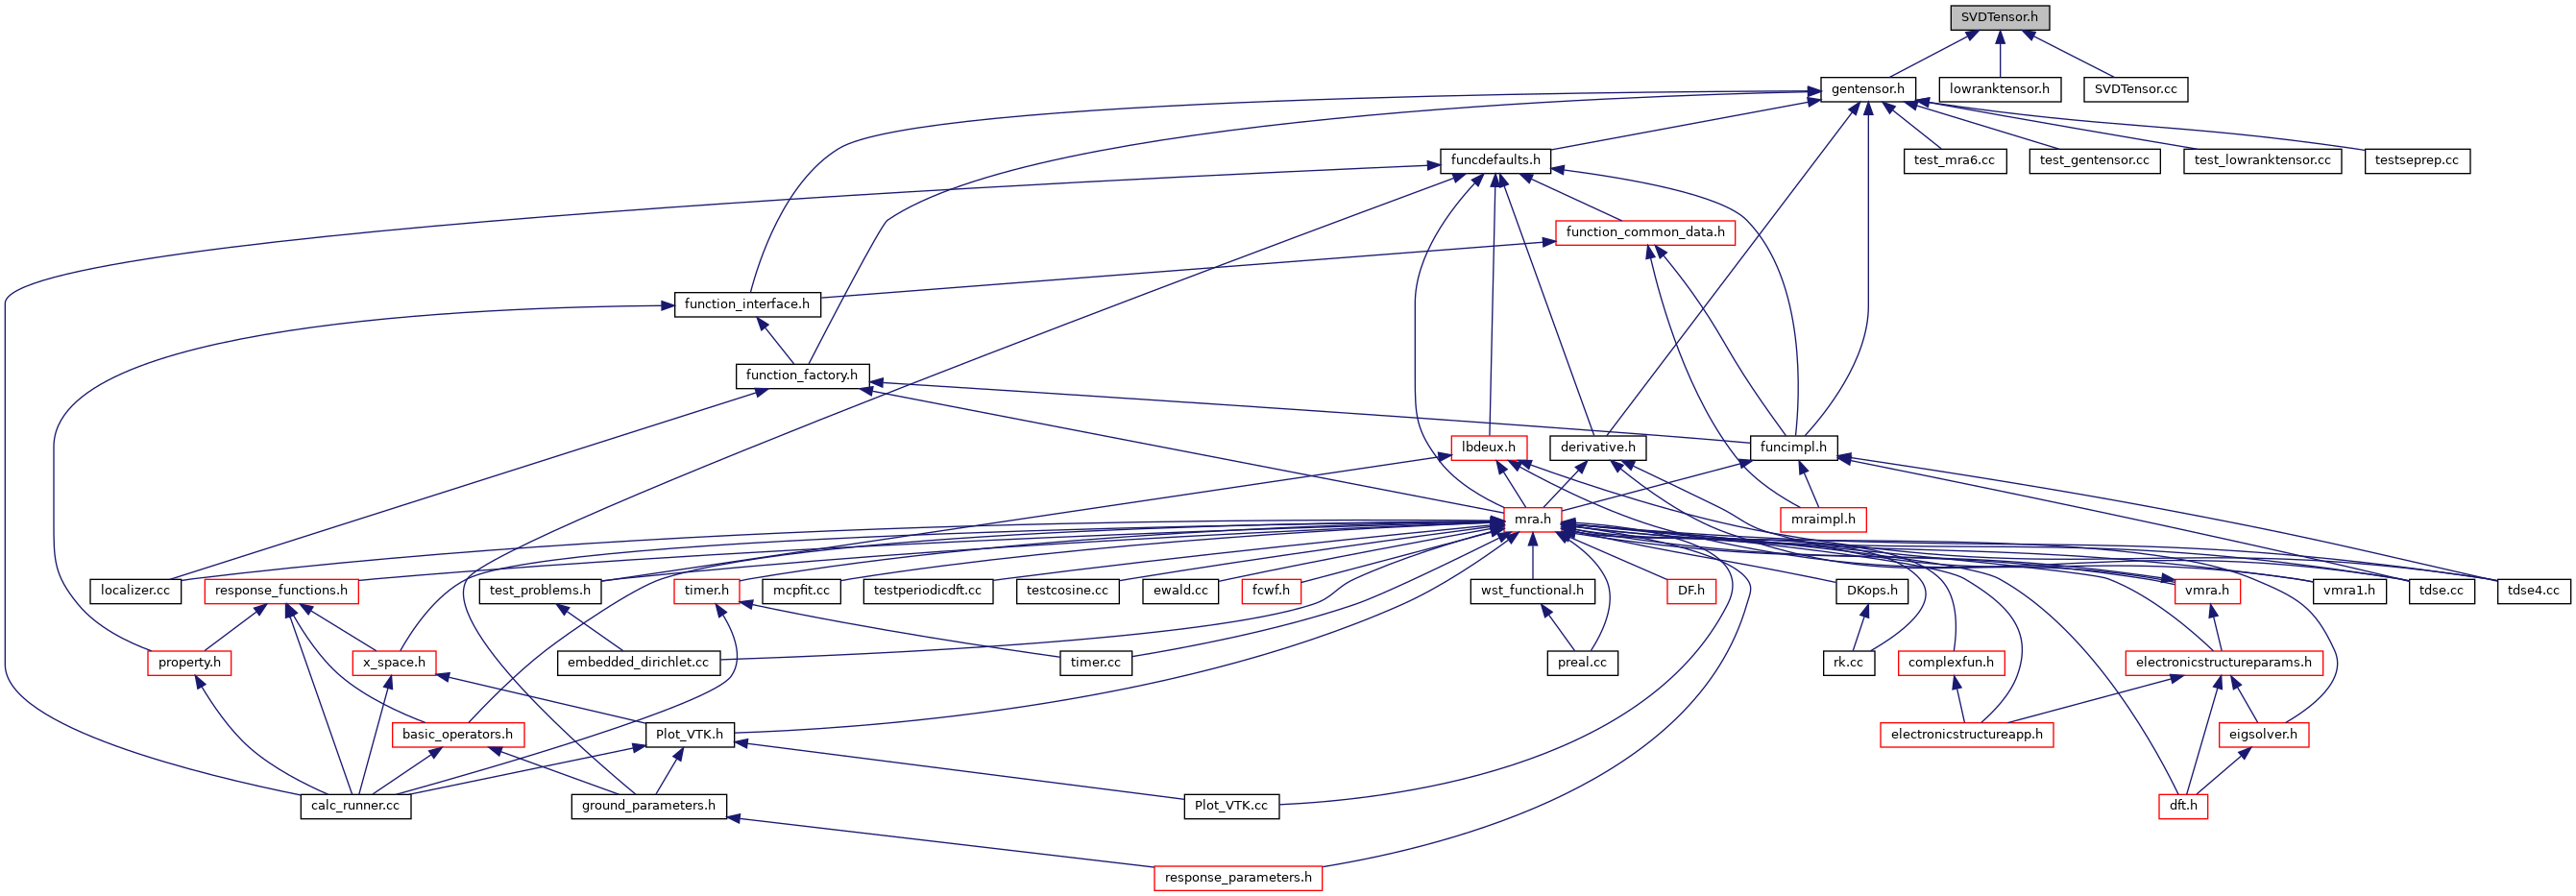 SVDTensor.h
gentensor.h
lowranktensor.h
SVDTensor.cc
funcdefaults.h
test_mra6.cc
test_gentensor.cc
test_lowranktensor.cc
testseprep.cc
function_common_data.h
function_interface.h
function_factory.h
lbdeux.h
derivative.h
funcimpl.h
mra.h
mraimpl.h
localizer.cc
response_functions.h
test_problems.h
timer.h
mcpfit.cc
testperiodicdft.cc
testcosine.cc
ewald.cc
fcwf.h
wst_functional.h
DF.h
DKops.h
vmra.h
vmra1.h
tdse.cc
tdse4.cc
property.h
x_space.h
embedded_dirichlet.cc
timer.cc
preal.cc
rk.cc
complexfun.h
electronicstructureparams.h
basic_operators.h
Plot_VTK.h
electronicstructureapp.h
eigsolver.h
calc_runner.cc
ground_parameters.h
Plot_VTK.cc
dft.h
response_parameters.h